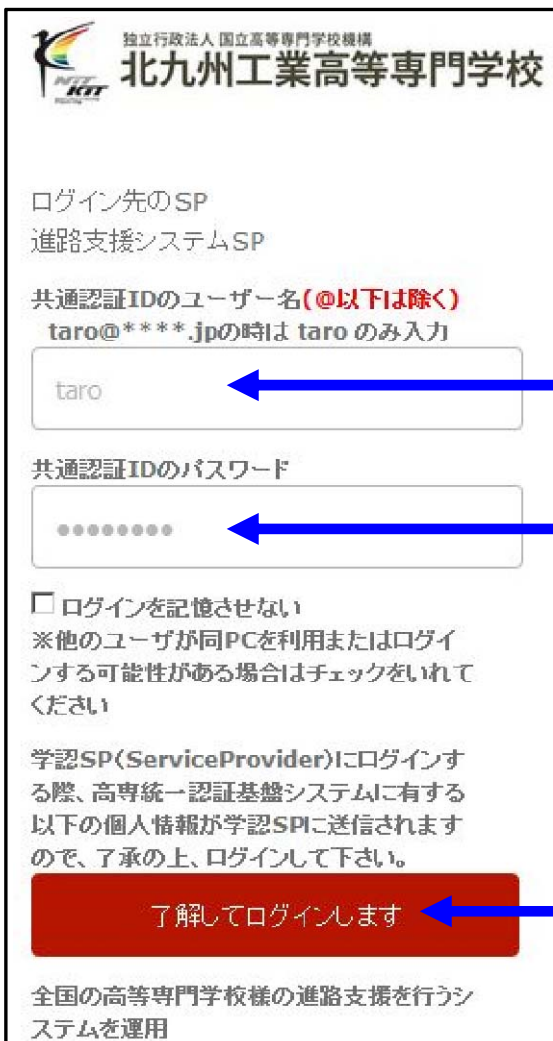 独立行政法人 国立高等専門学校機構
北九州工業高等専門学校
NiT
KIT
ログイン先のSP
進路支援システムSP
共通認証IDのユーザー名(@以下は除く)
taro@****.jpの時は taro のみ入力
taro
共通認証IDのパスワード
●●●●●●●●
ログインを記憶させない
※他のユーザが同PCを利用またはログイ
ンする可能性がある場合はチェックをいれて
ください
学認SP(ServiceProvider)にログインす
る際、高専統一認証基盤システムに有する
以下の個人情報が学認SPに送信されます
ので、了承の上、ログインして下さい。
了解してログインします
全国の高等専門学校様の進路支援を行うシ
ステムを運用